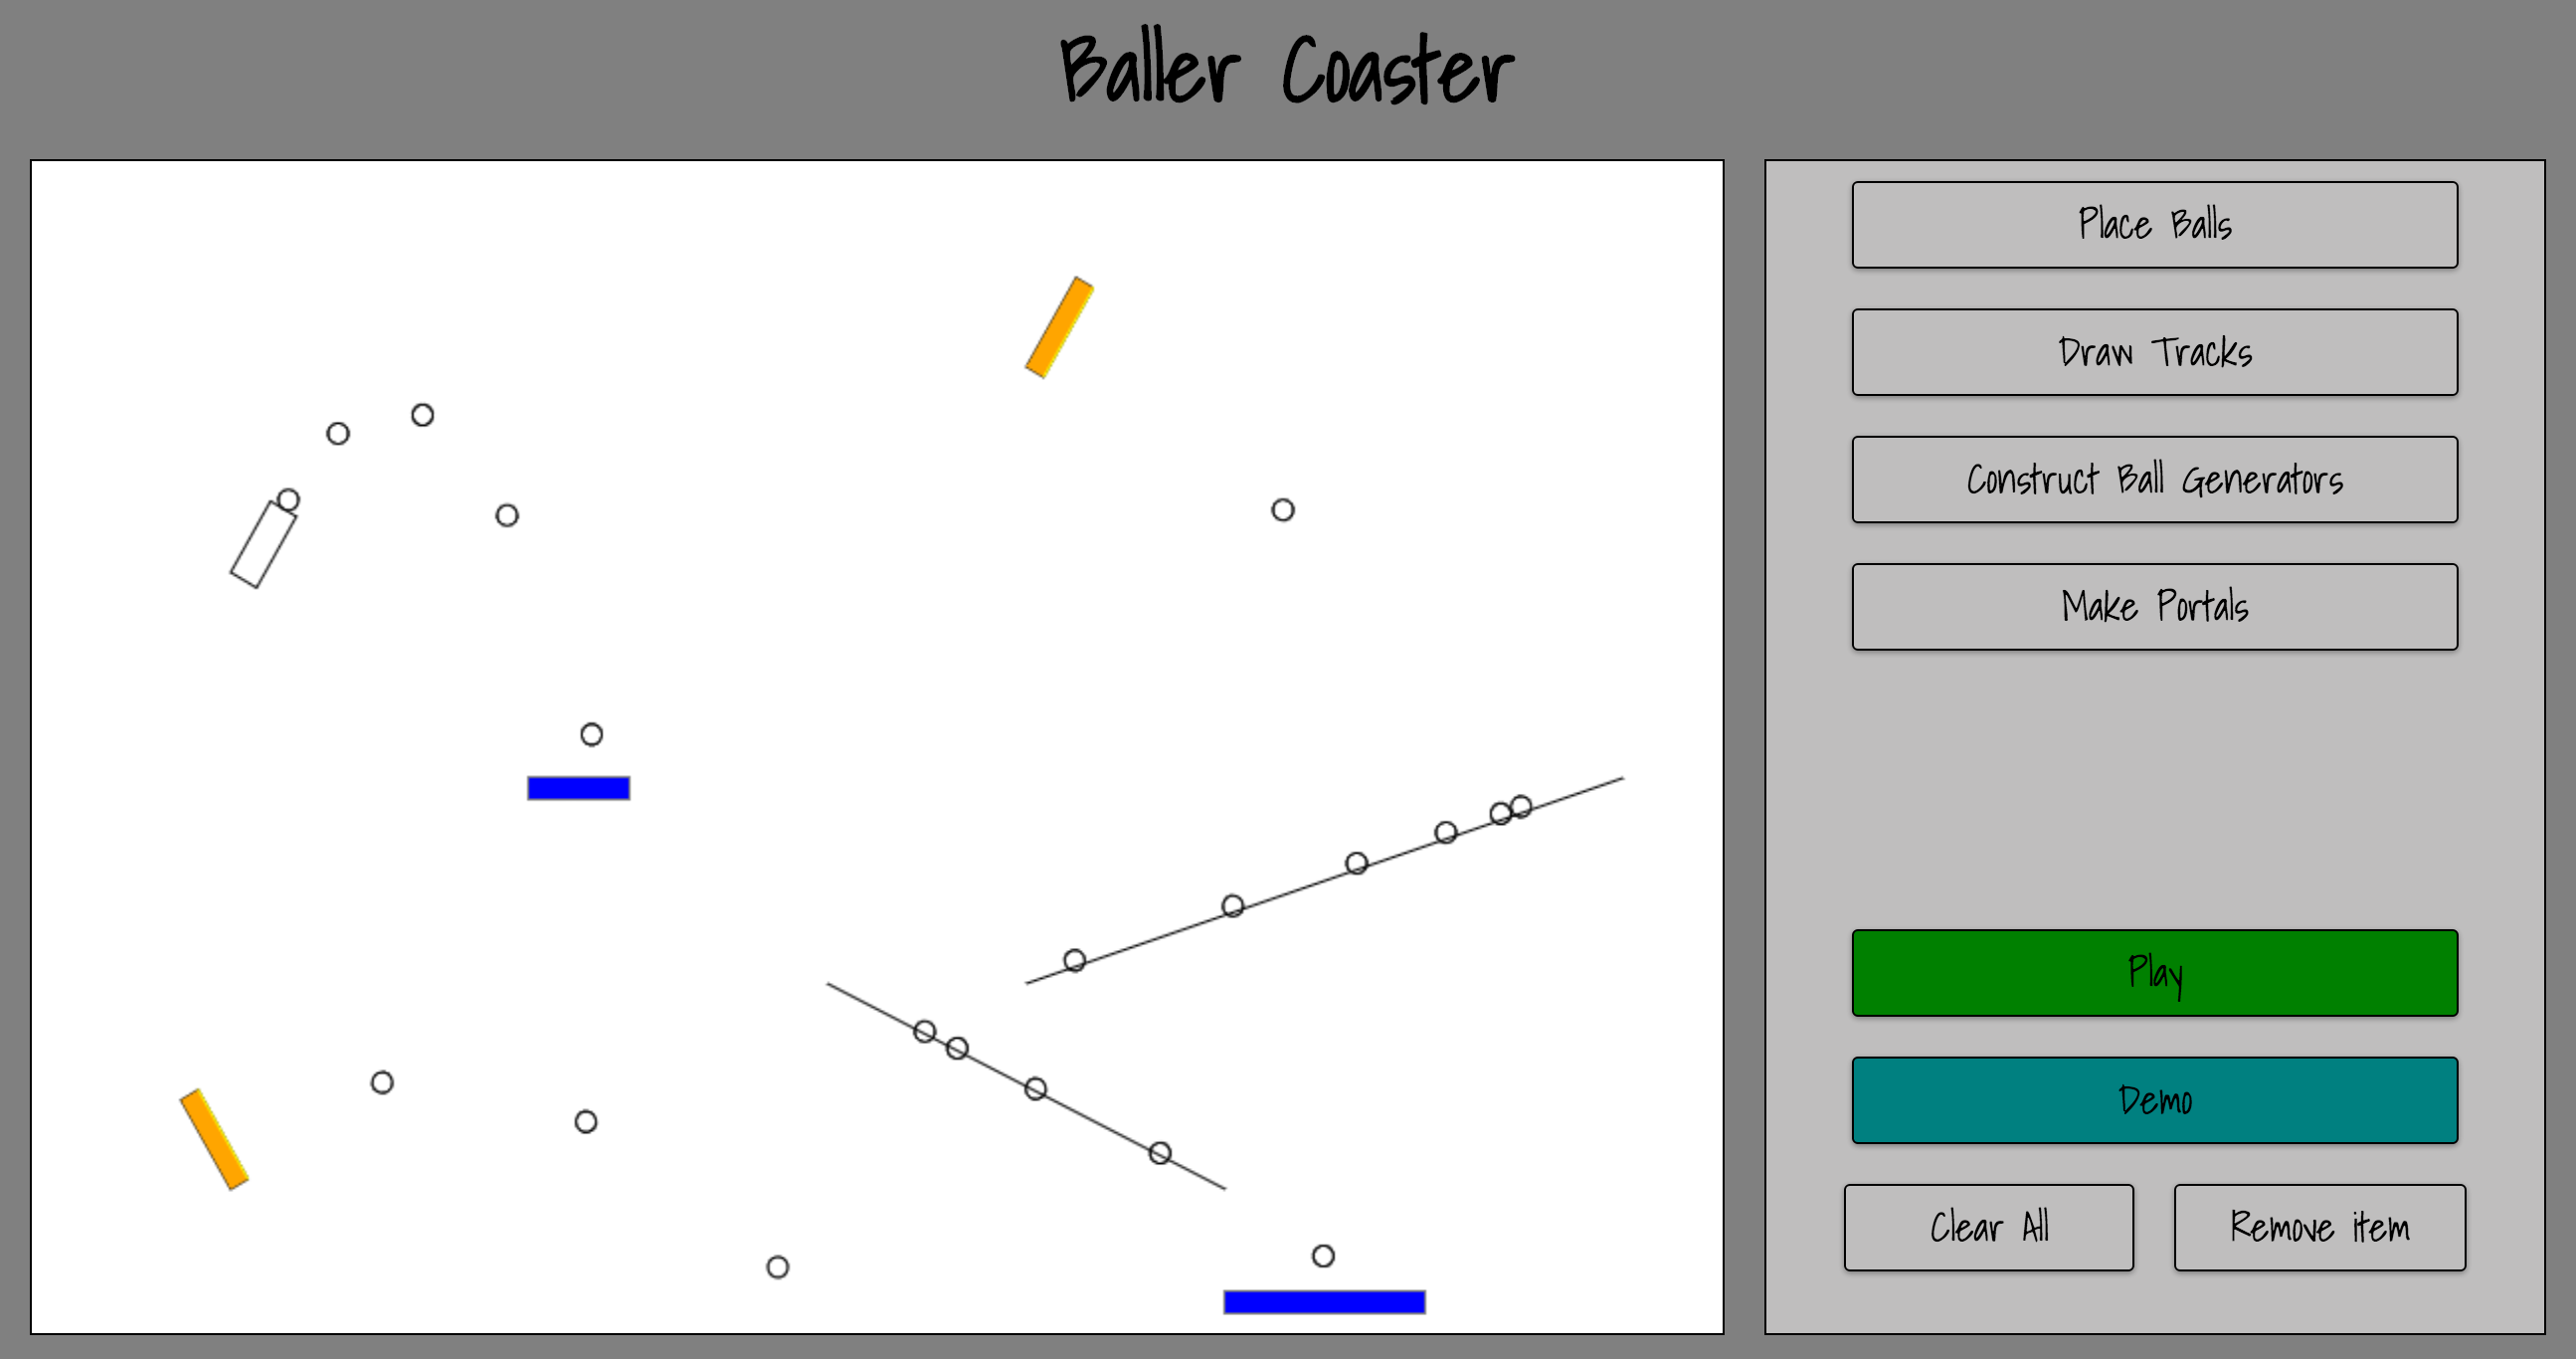 Baller Coaster
Place Balls
Draw Tracks
Construct Ball Generators
Make Portals
Play
Demo
Clear All
Remove item